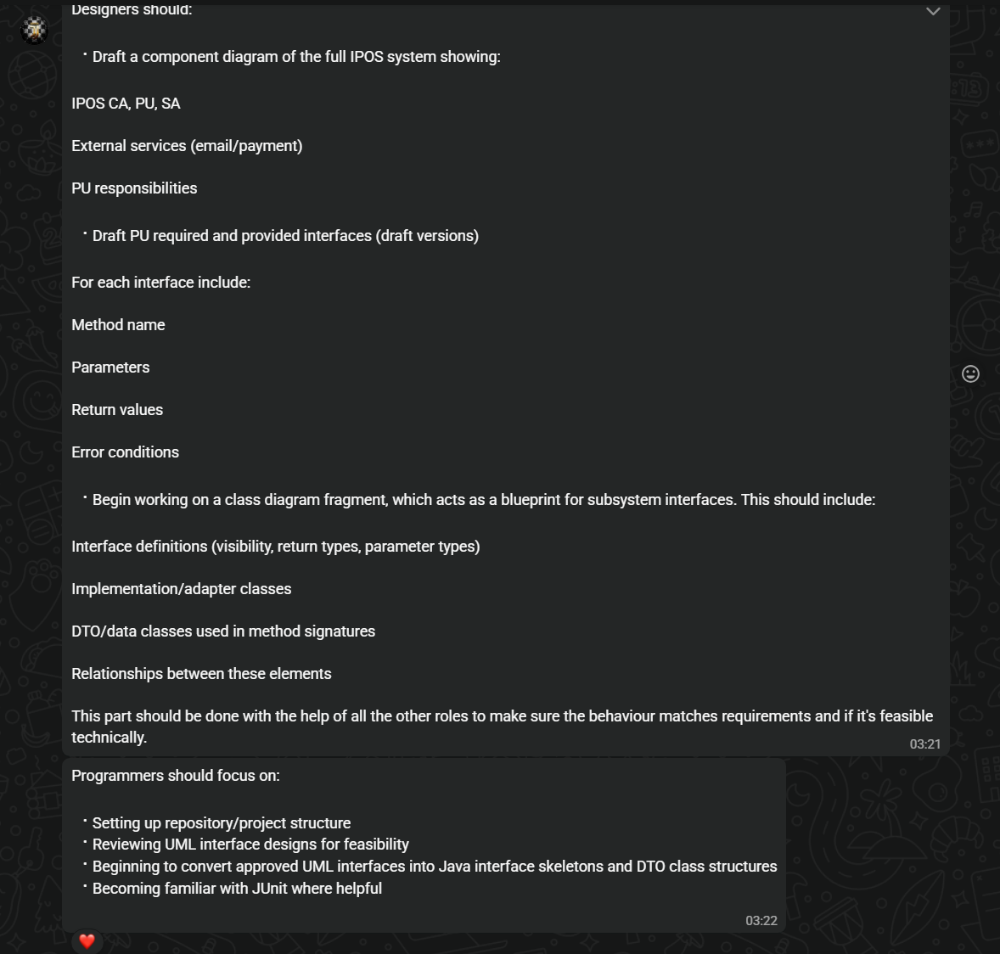 Designers should:
· Draft a component diagram of the full IPOS system showing:
IPOS CA, PU, SA
External services (email/payment)
PU responsibilities
· Draft PU required and provided interfaces (draft versions)
For each interface include:
Method name
Parameters
Return values
Error conditions
· Begin working on a class diagram fragment, which acts as a blueprint for subsystem interfaces. This should include:
Interface definitions (visibility, return types, parameter types)
Implementation/adapter classes
DTO/data classes used in method signatures
Relationships between these elements
This part should be done with the help of all the other roles to make sure the behaviour matches requirements and if it's feasible
technically.
03:21
Programmers should focus on:
· Setting up repository/project structure
· Reviewing UML interface designs for feasibility
· Beginning to convert approved UML interfaces into Java interface skeletons and DTO class structures
· Becoming familiar with JUnit where helpful
03:22